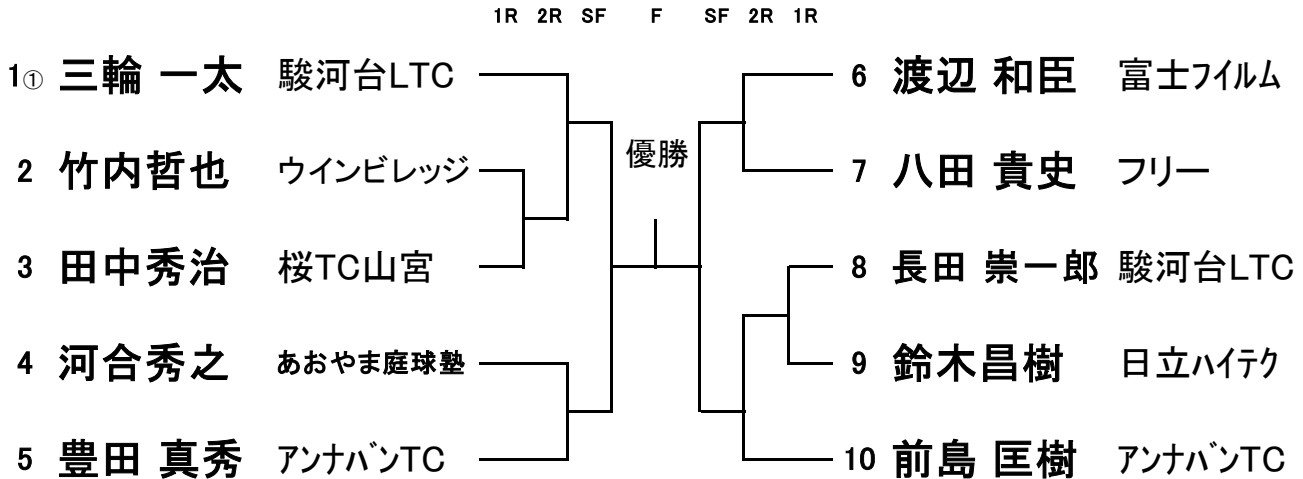 1R 2R SF F SF 2R 1R
1① 三輪 一太 駿河台LTC
2 竹内哲也 ウインビレッジ
3 田中秀治 桜TC山宮
4 河合秀之 あおやま庭球塾
5 豊田 真秀 アンナバンTC
優勝
6 渡辺 和臣 富士フイルム
7 八田 貴史 フリー
8 長田 崇一郎 駿河台LTC
9 鈴木昌樹 日立ハイテク
10 前島 匡樹 アンナバンTC